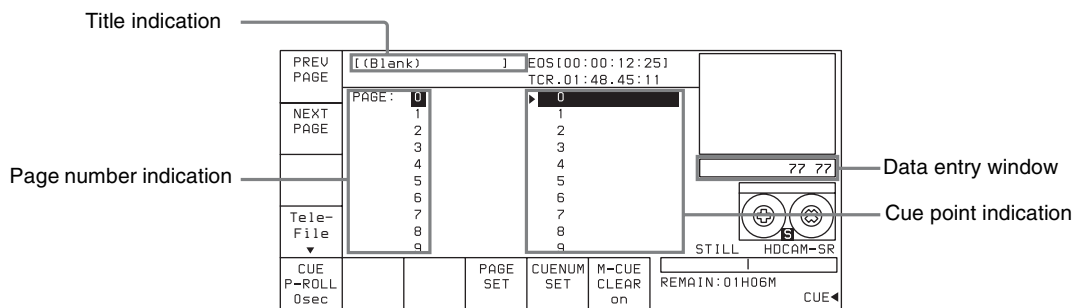 Title indication
PREV
PAGE
[(Blank) ]
EOS[00:00:12:25]
TCR.01:48.45:11
PAGE: 0
1
2
3
4
5
6
7
8
9
▶ 0
1
2
3
4
5
6
7
8
9
NEXT
PAGE
Page number indication
77 77
Data entry window
Cue point indication
Tele-
File
▼
S
STILL HDCAM-SR
CUE
P-ROLL
0sec
PAGE
SET
CUENUM
SET
M-CUE
CLEAR
on
REMAIN:01H06M
CUE◀